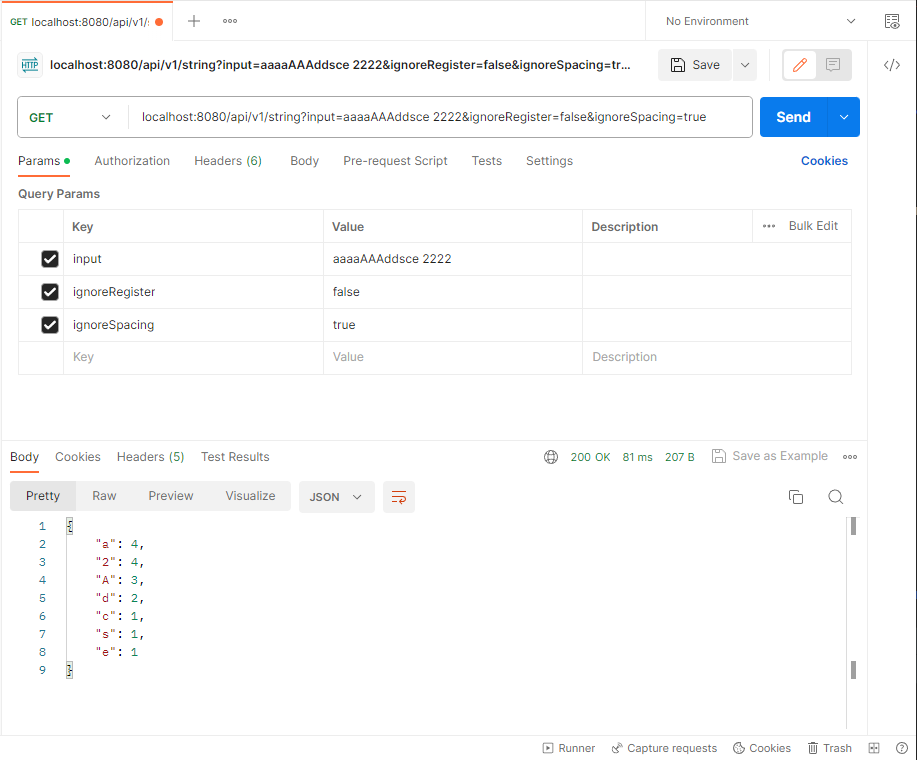 GET localhost:8080/api/v1/s
No Environment
HTTP localhost:8080/api/v1/string?input=aaaaAAAddsce 2222&ignoreRegister=false&ignoreSpacing=tr...
Save
GET localhost:8080/api/v1/string?input=aaaaAAAddsce 2222&ignoreRegister=false&ignoreSpacing=true
Send
Params Authorization Headers (6) Body Pre-request Script Tests Settings Cookies
Query Params
Key Value Description Bulk Edit
input aaaaAAAddsce 2222
ignoreRegister false
ignoreSpacing true
Key Value Description
Body Cookies Headers (5) Test Results 200 OK 81 ms 207 B Save as Example
Pretty Raw Preview Visualize JSON
1 {
2 "a": 4,
3 "2": 4,
4 "A": 3,
5 "d": 2,
6 "c": 1,
7 "s": 1,
8 "e": 1
9 }
Runner Capture requests Cookies Trash